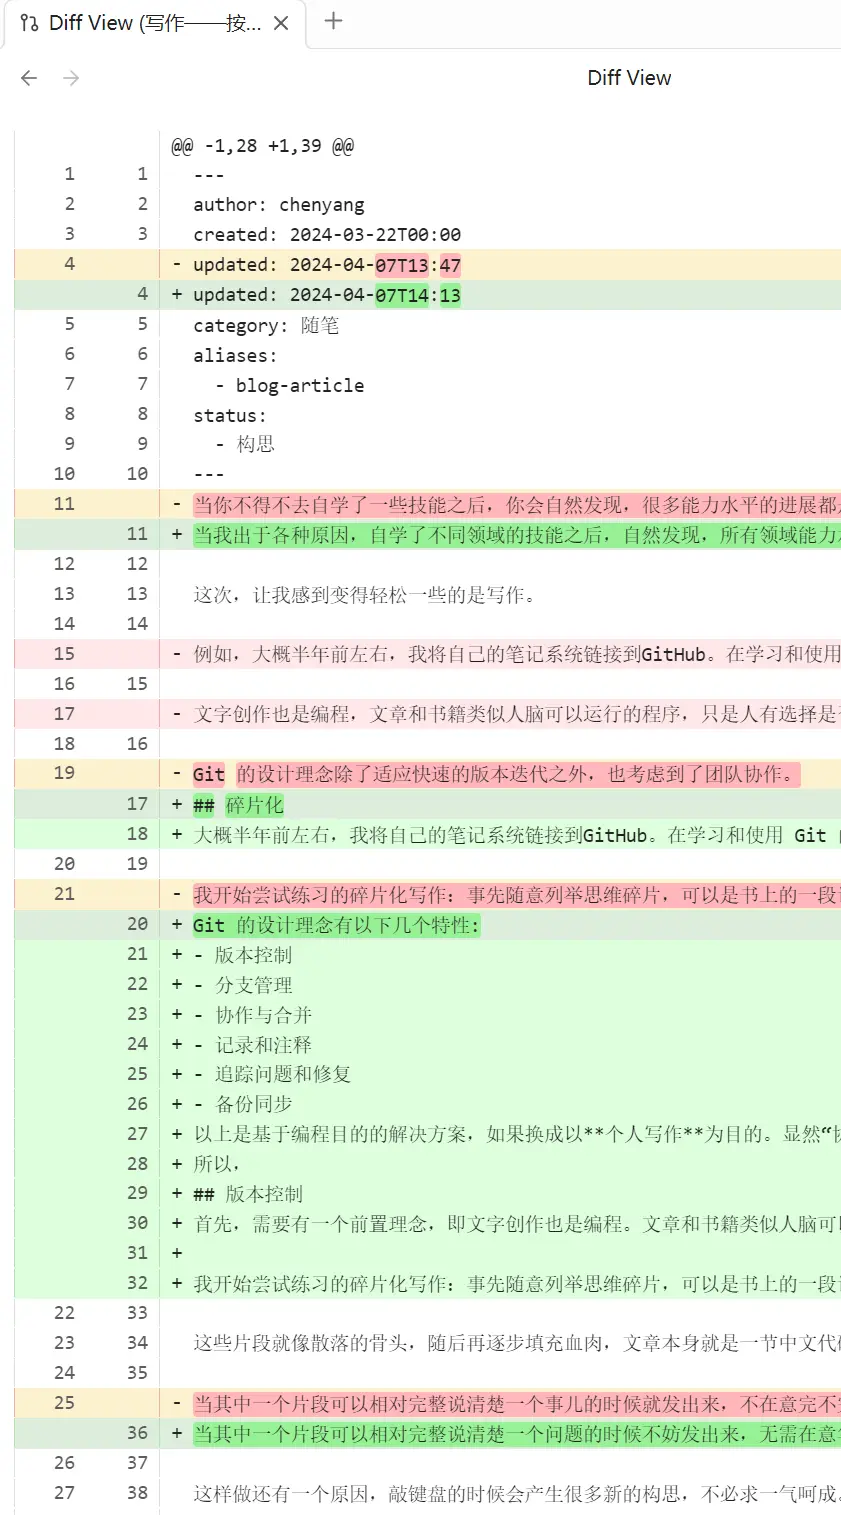 Diff View (写作——按...
Diff View
@@ -1,28 +1,39 @@
1 1 ---
2 2 author: chenyang
3 3 created: 2024-03-22T00:00
4 - updated: 2024-04-07T13:47
4 + updated: 2024-04-07T14:13
5 5 category: 随笔
6 6 aliases:
7 7 - blog-article
8 8 status:
9 9 - 构思
10 10 ---
11 - 当你不得不去自学了一些技能之后，你会自然发现，很多能力水平的进展都
11 + 当我出于各种原因，自学了不同领域的技能之后，自然发现，所有领域能力
12 12
13 13 这次，让我感到变得轻松一些的是写作。
14 14
15 - 例如，大概半年前左右，我将自己的笔记系统链接到GitHub。在学习和使用
16 15
17 - 文字创作也是编程，文章和书籍类似人脑可以运行的程序，只是人有选择是
18 16
19 - Git 的设计理念除了适应快速的版本迭代之外，也考虑到了团队协作。
17 + ## 碎片化
18 + 大概半年前左右，我将自己的笔记系统链接到GitHub。在学习和使用 Git
20 19
21 - 我开始尝试练习的碎片化写作：事先随意列举思维碎片，可以是书上的一段
20 + Git 的设计理念有以下几个特性：
21 + - 版本控制
22 + - 分支管理
23 + - 协作与合并
24 + - 记录和注释
25 + - 追踪问题和修复
26 + - 备份同步
27 + 以上是基于编程目的的解决方案，如果换成以**个人写作**为目的。显然“
28 + 所以，
29 + ## 版本控制
30 + 首先，需要有一个前置理念，即文字创作也是编程。文章和书籍类似人脑可
31 +
32 + 我开始尝试练习的碎片化写作：事先随意列举思维碎片，可以是书上的一段
22 33
23 34 这些片段就像散落的骨头，随后再逐步填充血肉，文章本身就是一节中文代
24 35
25 - 当其中一个片段可以相对完整说清楚一个事儿的时候就发出来，不在意完不
36 + 当其中一个片段可以相对完整说清楚一个问题的时候不妨发出来，无需在意
26 37
27 38 这样做还有一个原因，敲键盘的时候会产生很多新的构思，不必求一气呵成。